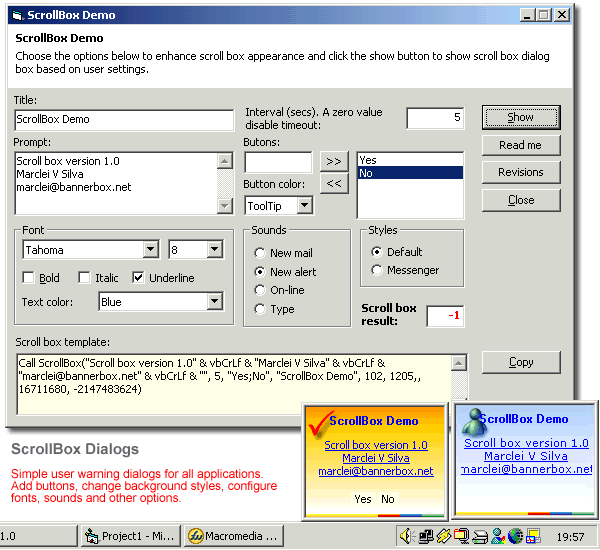 ScrollBox Demo
ScrollBox Demo
Choose the options below to enhance scroll box appearance and click the show button to show scroll box dialog
box based on user settings.
Title:
ScrollBox Demo
Interval (secs). A zero value
disable timeout:
5
Show
Prompt:
Scroll box version 1.0
Marclei V Silva
marclei@bannerbox.net
Butons:
>>
<<
Button color:
ToolTip
Yes
No
Read me
Revisions
Close
Font
Tahoma
8
Bold
Italic
Underline
Text color:
Blue
Sounds
New mail
New alert
On-line
Type
Styles
Default
Messenger
Scroll box
result:
-1
Scroll box template:
Call ScrollBox("Scroll box version 1.0" & vbCrLf & "Marclei V Silva" & vbCrLf &
"marclei@bannerbox.net" & vbCrLf & "", 5, "Yes;No", "ScrollBox Demo", 102, 1205,,
16711680, -2147483624)
Copy
ScrollBox Dialogs
Simple user warning dialogs for all applications.
Add buttons, change background styles, configure
fonts, sounds and other options.
ScrollBox Demo
Scroll box version 1.0
Marclei V Silva
marclei@bannerbox.net
Yes No
ScrollBox Demo
Scroll box version 1.0
Marclei V Silva
marclei@bannerbox.net
1.0
Project1 - Mi...
Macromedia ...
19:57